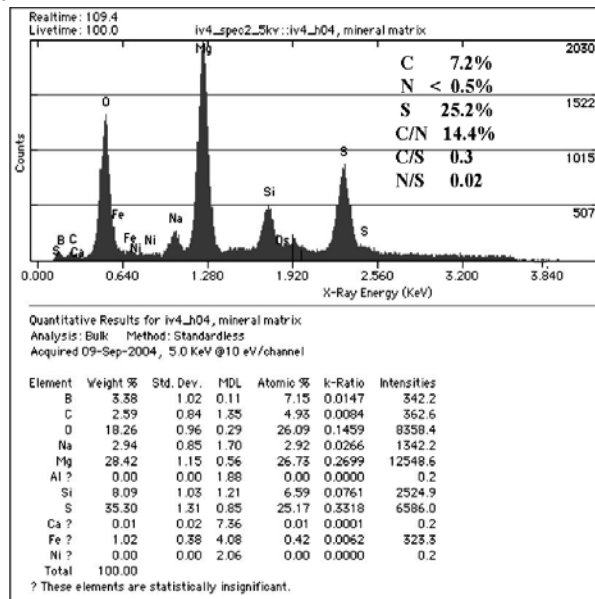 Realtime: 109.4
Livetime: 100.0 iv4_spec2_5kv::iv4_h04, mineral matrix
Mg 2030
C 7.2%
N < 0.5%
S 25.2%
C/N 14.4%
C/S 0.3
N/S 0.02
1522
1015
507
Counts
O
Fe
B C Fe Ni
S Ca Ni
Na
Si
Os
S
S
0.000 0.640 1.280 1.920 2.560 3.200 3.840
X-Ray Energy (KeV)
Quantitative Results for iv4_h04, mineral matrix
Analysis: Bulk Method: Standardless
Acquired 09-Sep-2004, 5.0 KeV @10 eV/channel
Element Weight % Std. Dev. MDL Atomic % k-Ratio Intensities
B 3.38 1.02 0.11 7.15 0.0147 342.2
C 2.59 0.84 1.35 4.93 0.0084 362.6
O 18.26 0.96 0.29 26.09 0.1459 8358.4
Na 2.94 0.85 1.70 2.92 0.0266 1342.2
Mg 28.42 1.15 0.56 26.73 0.2699 12548.6
Al ? 0.00 0.00 1.88 0.00 0.0000 0.2
Si 8.09 1.03 1.21 6.59 0.0761 2524.9
S 35.30 1.31 0.85 25.17 0.3318 6586.0
Ca ? 0.01 0.02 7.36 0.01 0.0001 0.2
Fe ? 1.02 0.38 4.08 0.42 0.0062 323.3
Ni ? 0.00 0.00 2.06 0.00 0.0000 0.2
Total 100.00
? These elements are statistically insignificant.